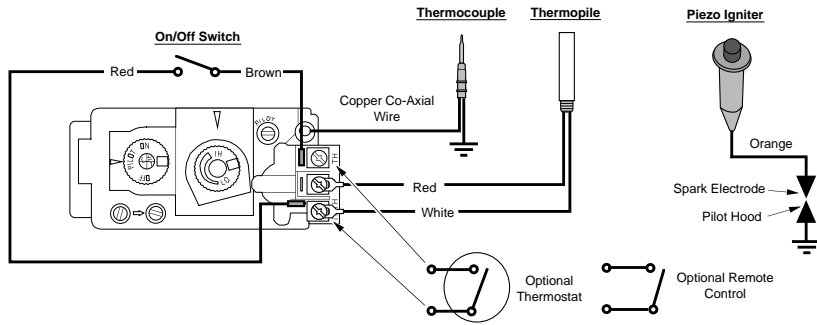 Thermocouple
Thermopile
Piezo Igniter
On/Off Switch
Red
Brown
Copper Co-Axial
Wire
PILOT
HI
LO
ON
PILOT
OFF
TH
TH
Red
White
Orange
Spark Electrode
Pilot Hood
Optional
Thermostat
Optional Remote
Control